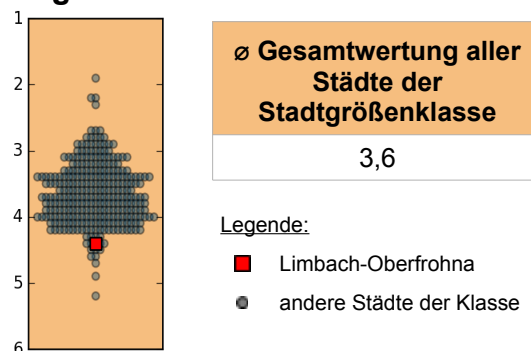 1
2
3
4
5
6
⌀ Gesamtwertung aller
Städte der
Stadtgrößenklasse
3,6
Legende:
Limbach-Oberfrohna
andere Städte der Klasse